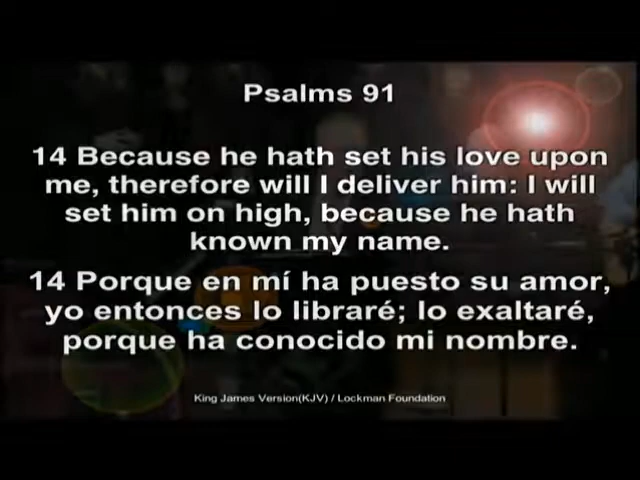 Psalms 91
14 Because he hath set his love upon
me, therefore will I deliver him: I will
set him on high, because he hath
known my name.
14 Porque en mí ha puesto su amor,
yo entonces lo libraré; lo exaltaré,
porque ha conocido mi nombre.
King James Version(KJV) / Lockman Foundation